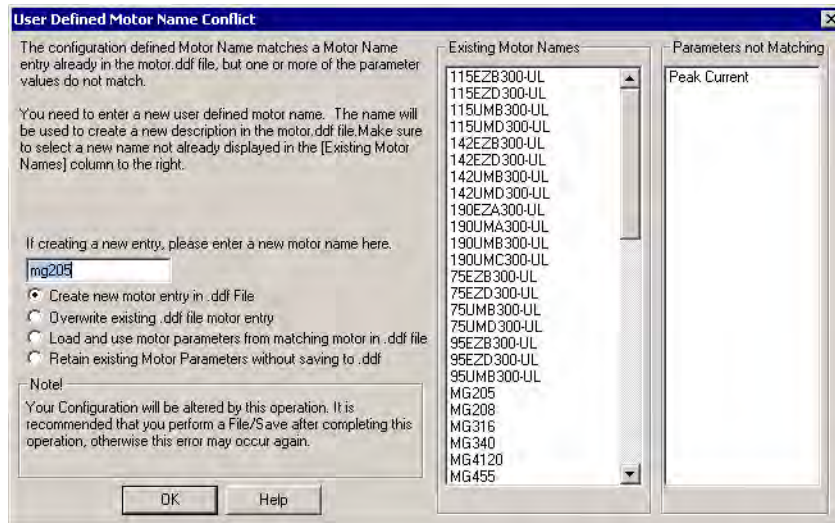 User Defined Motor Name Conflict
The configuration defined Motor Name matches a Motor Name
entry already in the motor.ddf file, but one or more of the parameter
values do not match.
You need to enter a new user defined motor name. The name will
be used to create a new description in the motor.ddf file.Make sure
to select a new name not already displayed in the [Existing Motor
Names] column to the right.
If creating a new entry, please enter a new motor name here.
mg205
Create new motor entry in .ddf File
Overwrite existing .ddf file motor entry
Load and use motor parameters from matching motor in .ddf file
Retain existing Motor Parameters without saving to .ddf
Note!
Your Configuration will be altered by this operation. It is
recommended that you perform a File/Save after completing this
operation, otherwise this error may occur again.
OK
Help
Existing Motor Names
115EZB300-UL
115EZD300-UL
115UMB300-UL
115UMD300-UL
142EZB300-UL
142EZD300-UL
142UMB300-UL
142UMD300-UL
190EZA300-UL
190UMA300-UL
190UMB300-UL
190UMC300-UL
75EZB300-UL
75EZD300-UL
75UMB300-UL
75UMD300-UL
95EZB300-UL
95EZD300-UL
95UMB300-UL
MG205
MG208
MG316
MG340
MG4120
MG455
Parameters not Matching
Peak Current